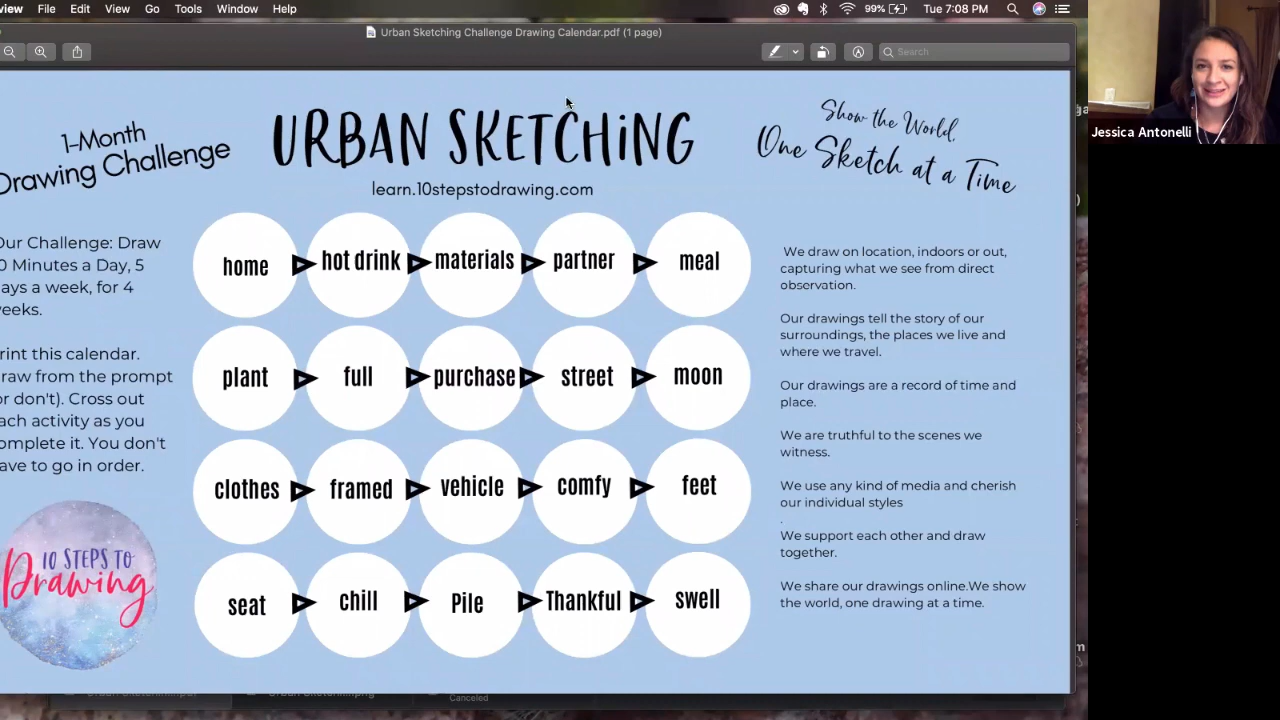 view File Edit View Go Tools Window Help 99% Tue 7:08 PM
Urban Sketching Challenge Drawing Calendar.pdf (1 page)
Search
Jessica Antonelli
1-Month
Drawing Challenge
URBAN SKETCHiNG
learn.10stepstodrawing.com
Show the World,
One Sketch at a Time
Our Challenge: Draw
0 Minutes a Day, 5
ays a week, for 4
eeks.
rint this calendar.
raw from the prompt
or don't). Cross out
ach activity as you
omplete it. You don't
ave to go in order.
10 STEPS TO
Drawing
home hot drink materials partner meal
plant full purchase street moon
clothes framed vehicle comfy feet
seat chill Pile Thankful swell
We draw on location, indoors or out,
capturing what we see from direct
observation.
Our drawings tell the story of our
surroundings, the places we live and
where we travel.
Our drawings are a record of time and
place.
We are truthful to the scenes we
witness.
We use any kind of media and cherish
our individual styles
.
We support each other and draw
together.
We share our drawings online.We show
the world, one drawing at a time.
Canceled